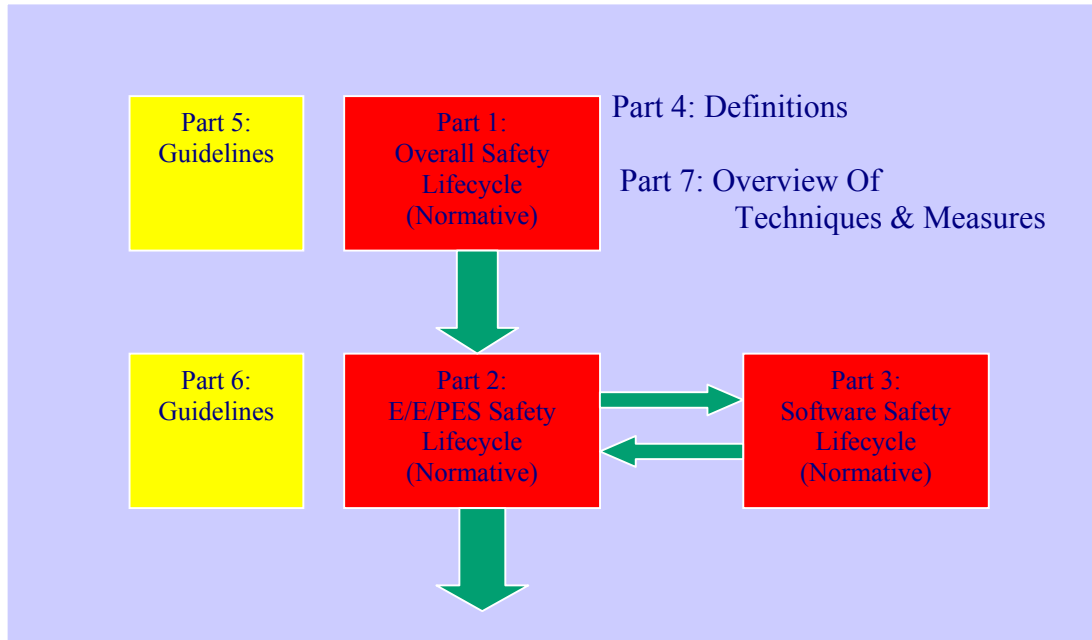 Part 5:
Guidelines
Part 1:
Overall Safety
Lifecycle
(Normative)
Part 4: Definitions
Part 7: Overview Of
Techniques & Measures
Part 6:
Guidelines
Part 2:
E/E/PES Safety
Lifecycle
(Normative)
Part 3:
Software Safety
Lifecycle
(Normative)